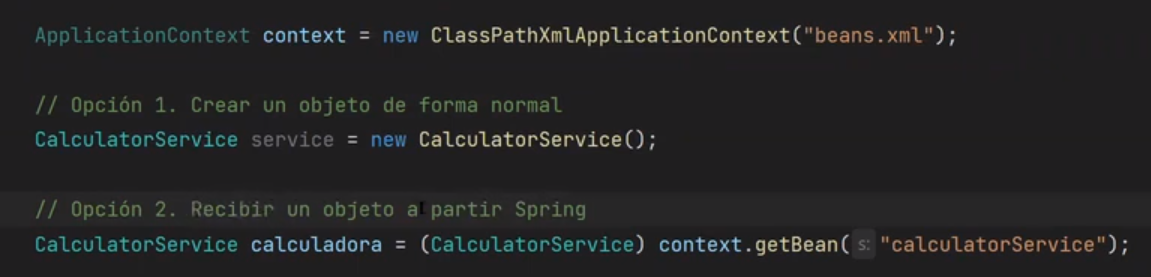 ApplicationContext context = new ClassPathXmlApplicationContext("beans.xml");
// Opción 1. Crear un objeto de forma normal
CalculatorService service = new CalculatorService();
// Opción 2. Recibir un objeto a partir Spring
CalculatorService calculadora = (CalculatorService) context.getBean( s: "calculatorService");